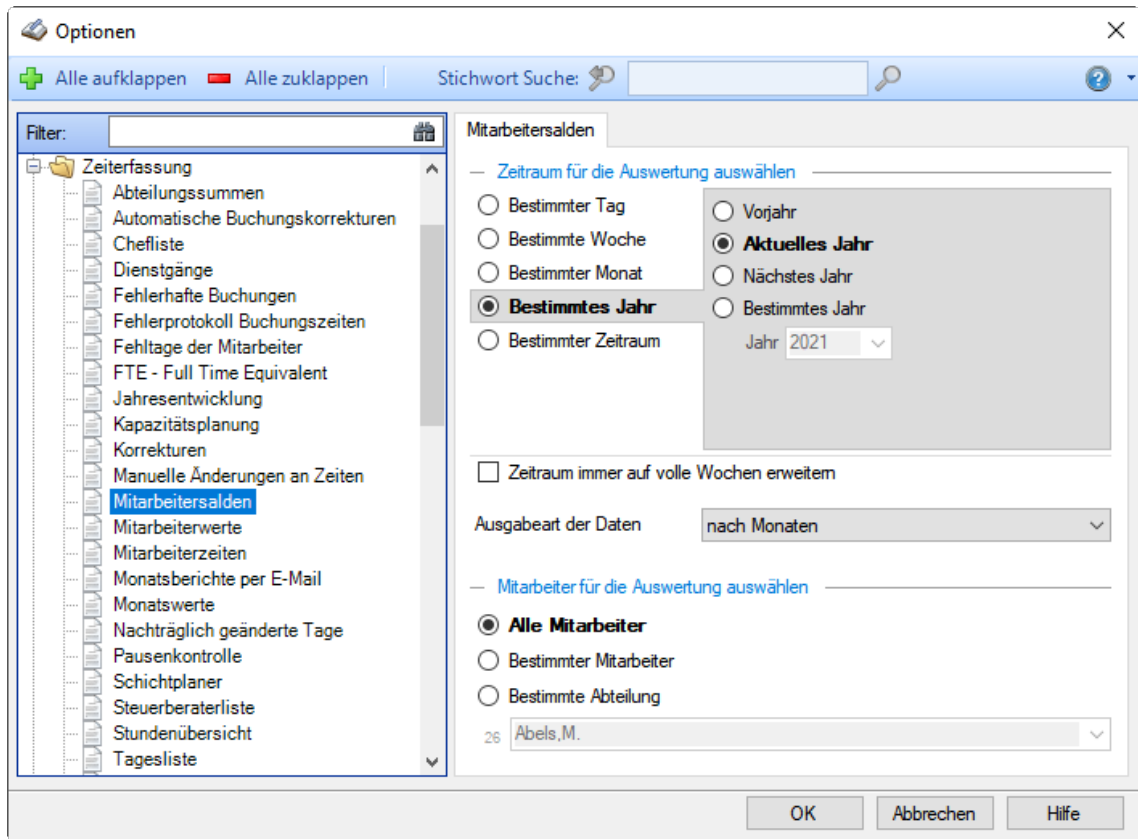 Optionen
Alle aufklappen Alle zuklappen Stichwort Suche:
Filter:
Zeiterfassung
Abteilungssummen
Automatische Buchungskorrekturen
Chefliste
Dienstgänge
Fehlerhafte Buchungen
Fehlerprotokoll Buchungszeiten
Fehltage der Mitarbeiter
FTE - Full Time Equivalent
Jahresentwicklung
Kapazitätsplanung
Korrekturen
Manuelle Änderungen an Zeiten
Mitarbeitersalden
Mitarbeiterwerte
Mitarbeiterzeiten
Monatsberichte per E-Mail
Monatswerte
Nachträglich geänderte Tage
Pausenkontrolle
Schichtplaner
Steuerberaterliste
Stundenübersicht
Tagesliste
Mitarbeitersalden
Zeitraum für die Auswertung auswählen
Bestimmter Tag
Bestimmte Woche
Bestimmter Monat
Bestimmtes Jahr
Bestimmter Zeitraum
Vorjahr
Aktuelles Jahr
Nächstes Jahr
Bestimmtes Jahr
Jahr 2021
Zeitraum immer auf volle Wochen erweitern
Ausgabeart der Daten nach Monaten
Mitarbeiter für die Auswertung auswählen
Alle Mitarbeiter
Bestimmter Mitarbeiter
Bestimmte Abteilung
26 Abels,M.
OK Abbrechen Hilfe